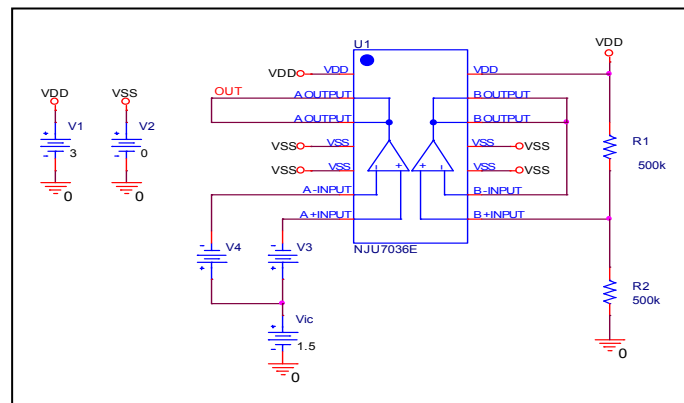 U1
VDD
VSS
VDD
VDD
VDD
VDD
V1
3
0
V2
0
0
OUT
A OUTPUT
B OUTPUT
A OUTPUT
B OUTPUT
VSS
VSS
VSS
VSS
VSS
VSS
VSS
VSS
R1
500k
A -INPUT
B -INPUT
A +INPUT
B +INPUT
NJU7036E
V4
V3
R2
500k
Vic
1.5
0
0